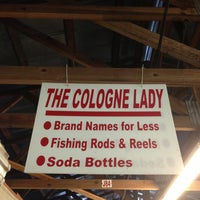 THE COLOGNE LADY
● Brand Names for Less
● Fishing Rods & Reels
● Soda Bottles